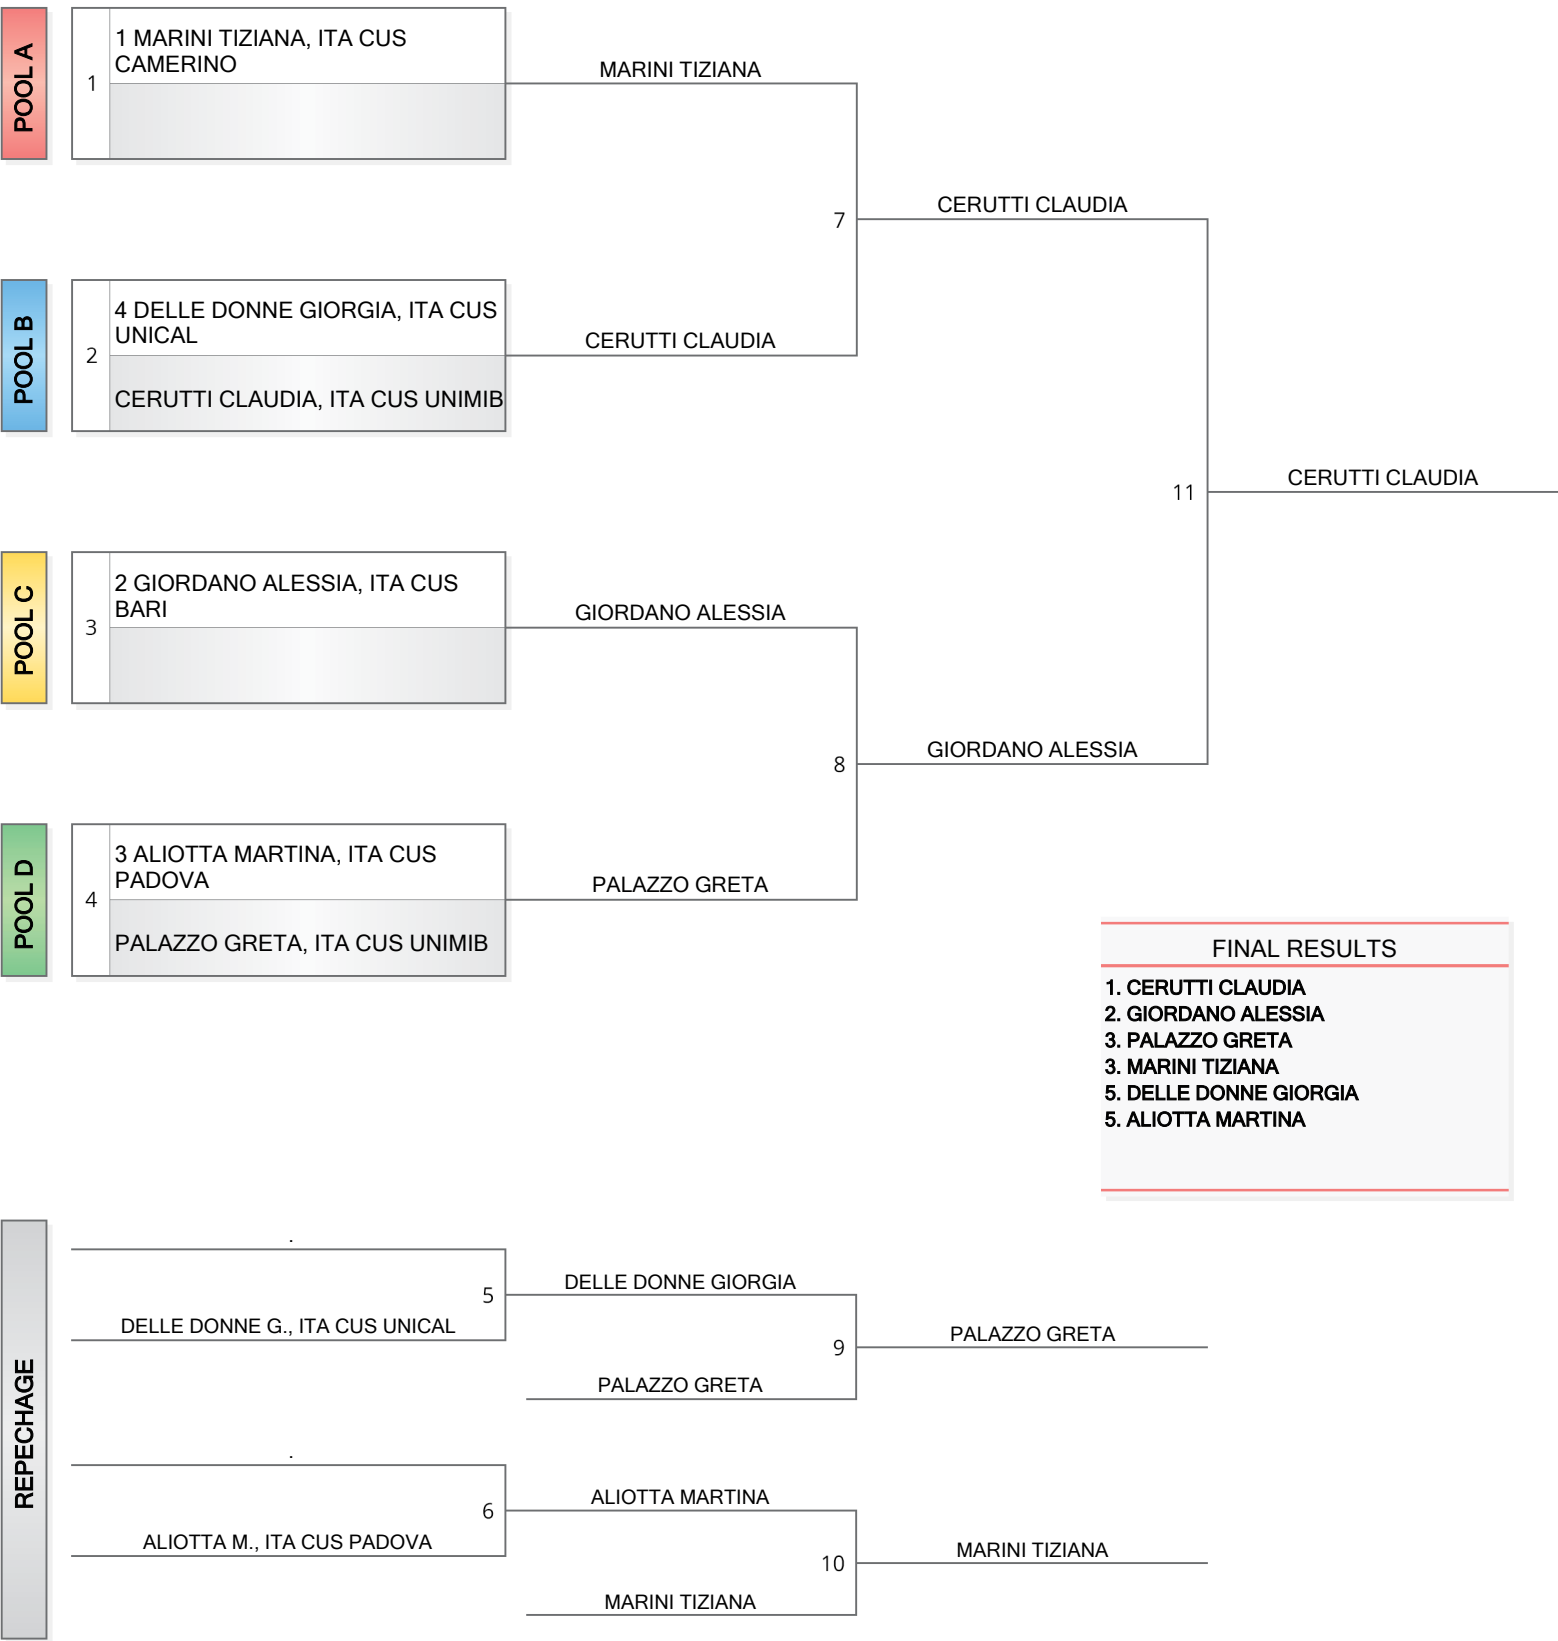 POOL A
1
1 MARINI TIZIANA, ITA CUS
CAMERINO
MARINI TIZIANA
7
CERUTTI CLAUDIA
POOL B
2
4 DELLE DONNE GIORGIA, ITA CUS
UNICAL
CERUTTI CLAUDIA, ITA CUS UNIMIB
CERUTTI CLAUDIA
11
CERUTTI CLAUDIA
POOL C
3
2 GIORDANO ALESSIA, ITA CUS
BARI
GIORDANO ALESSIA
8
GIORDANO ALESSIA
POOL D
4
3 ALIOTTA MARTINA, ITA CUS
PADOVA
PALAZZO GRETA, ITA CUS UNIMIB
PALAZZO GRETA
FINAL RESULTS
1. CERUTTI CLAUDIA
2. GIORDANO ALESSIA
3. PALAZZO GRETA
3. MARINI TIZIANA
5. DELLE DONNE GIORGIA
5. ALIOTTA MARTINA
REPECHAGE
.
5
DELLE DONNE G., ITA CUS UNICAL
DELLE DONNE GIORGIA
9
PALAZZO GRETA
PALAZZO GRETA
.
6
ALIOTTA M., ITA CUS PADOVA
ALIOTTA MARTINA
10
MARINI TIZIANA
MARINI TIZIANA